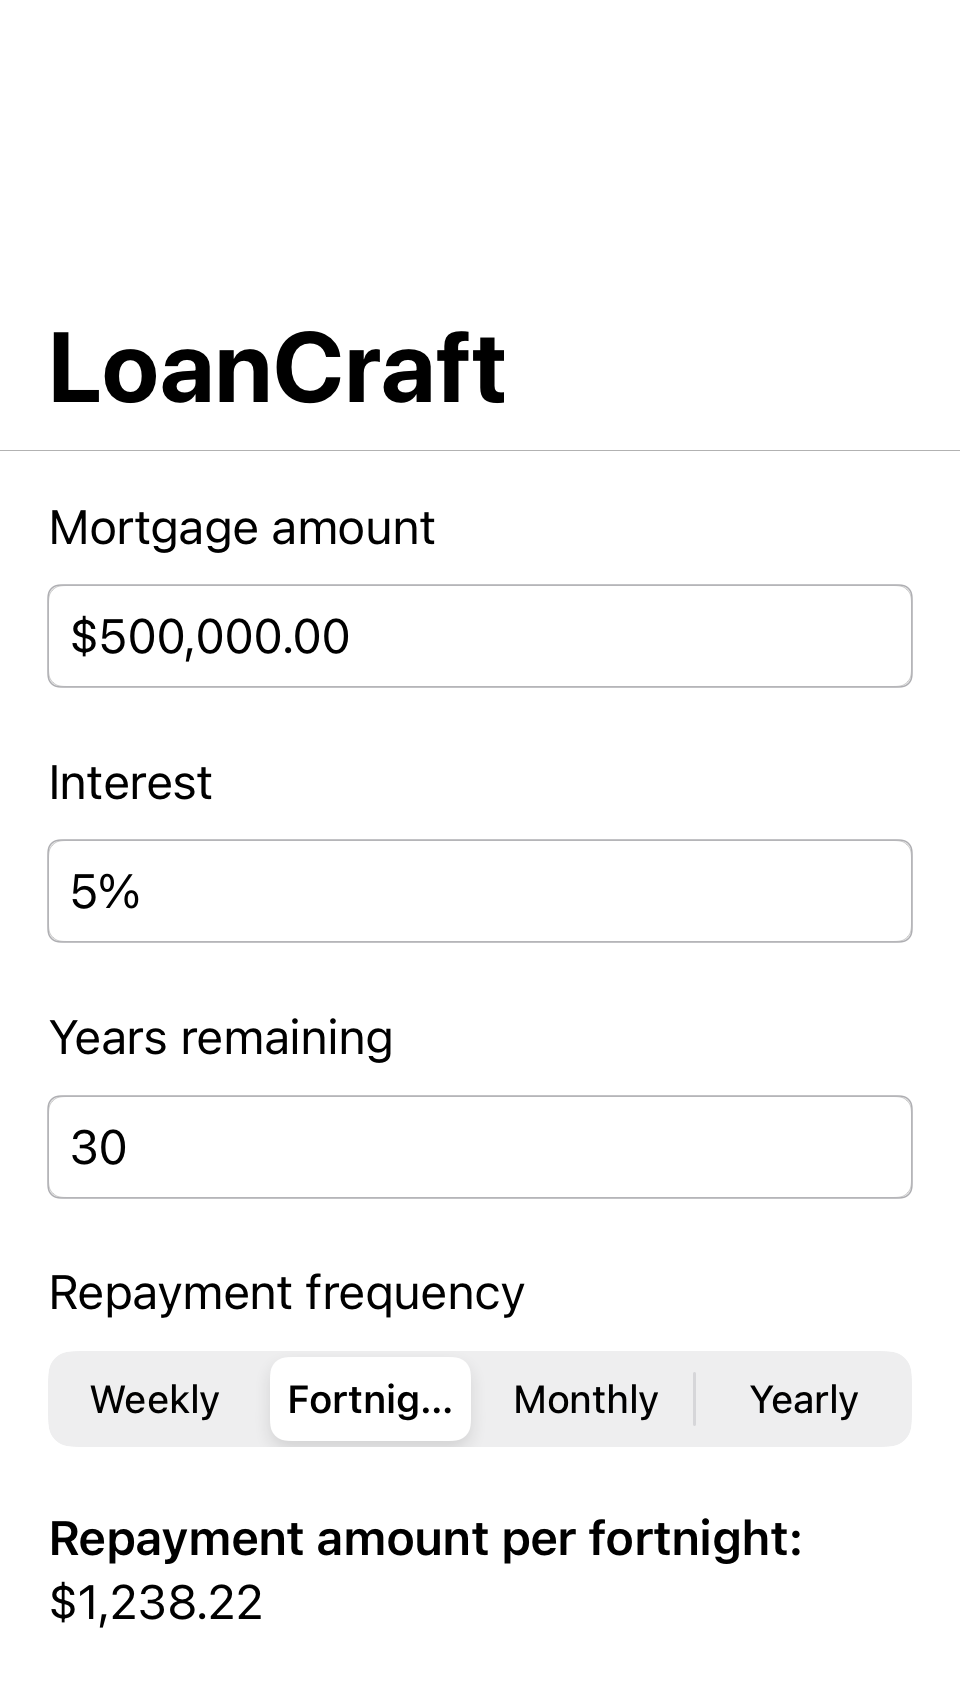 LoanCraft
Mortgage amount
$500,000.00
Interest
5%
Years remaining
30
Repayment frequency
Weekly Fortnig... Monthly Yearly
Repayment amount per fortnight:
$1,238.22